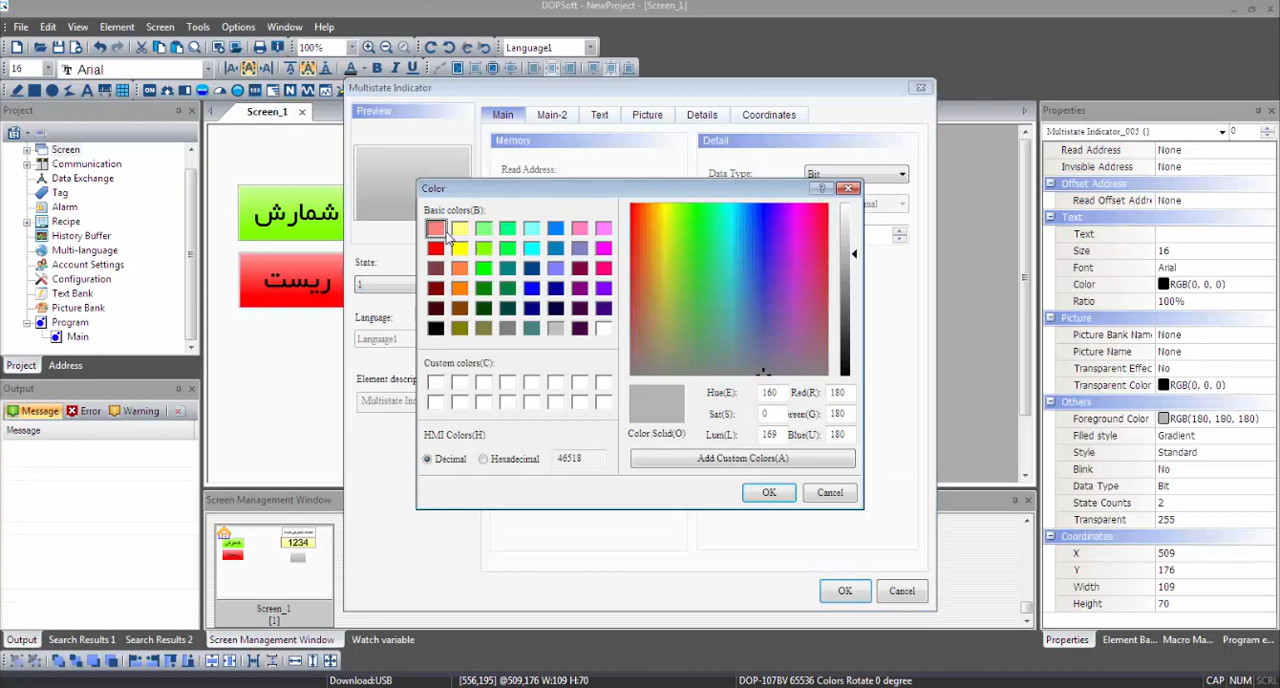 DOPSoft - NewProject - [Screen_1]
File Edit View Element Screen Tools Options Window Help
100% Language1
16 Arial
Project
Screen_1
Screen
Communication
Data Exchange
Tag
Alarm
Recipe
History Buffer
Multi-language
Account Settings
Configuration
Text Bank
Picture Bank
Program
Main
Project Address
Output
Message Error Warning
Message
شمارش
ریست
Multistate Indicator
Preview
Main Main-2 Text Picture Details Coordinates
Memory
Detail
Read Address:
Data Type: Bit
State:
1
Language:
Language1
Color
Basic colors(B):
Custom colors(C):
HMI Colors(H)
Decimal Hexadecimal 46518
Hue(E): 160 Red(R): 180
Sat(S): 0 Green(G): 180
Color Solid(O) Lum(L): 169 Blue(U): 180
Add Custom Colors(A)
OK Cancel
OK Cancel
Properties
Multistate Indicator_005 {} 0
Read Address None
Invisible Address None
Offset Address
Read Offset Addre None
Text
Text
Size 16
Font Arial
Color RGB(0, 0, 0)
Ratio 100%
Picture
Picture Bank Name None
Picture Name None
Transparent Effec No
Transparent Color RGB(0, 0, 0)
Others
Foreground Color RGB(180, 180, 180)
Filled style Gradient
Style Standard
Blink No
Data Type Bit
State Counts 2
Transparent 255
Coordinates
X 509
Y 176
Width 109
Height 70
Screen Management Window
شمارش
ریست
1234
Screen_1
[1]
Output Search Results 1 Search Results 2 Screen Management Window Watch variable
Properties Element Ba... Macro Ma... Program e...
Download:USB [556,195] @509,176 W:109 H:70 DOP-107BV 65536 Colors Rotate 0 degree CAP NUM SCRL